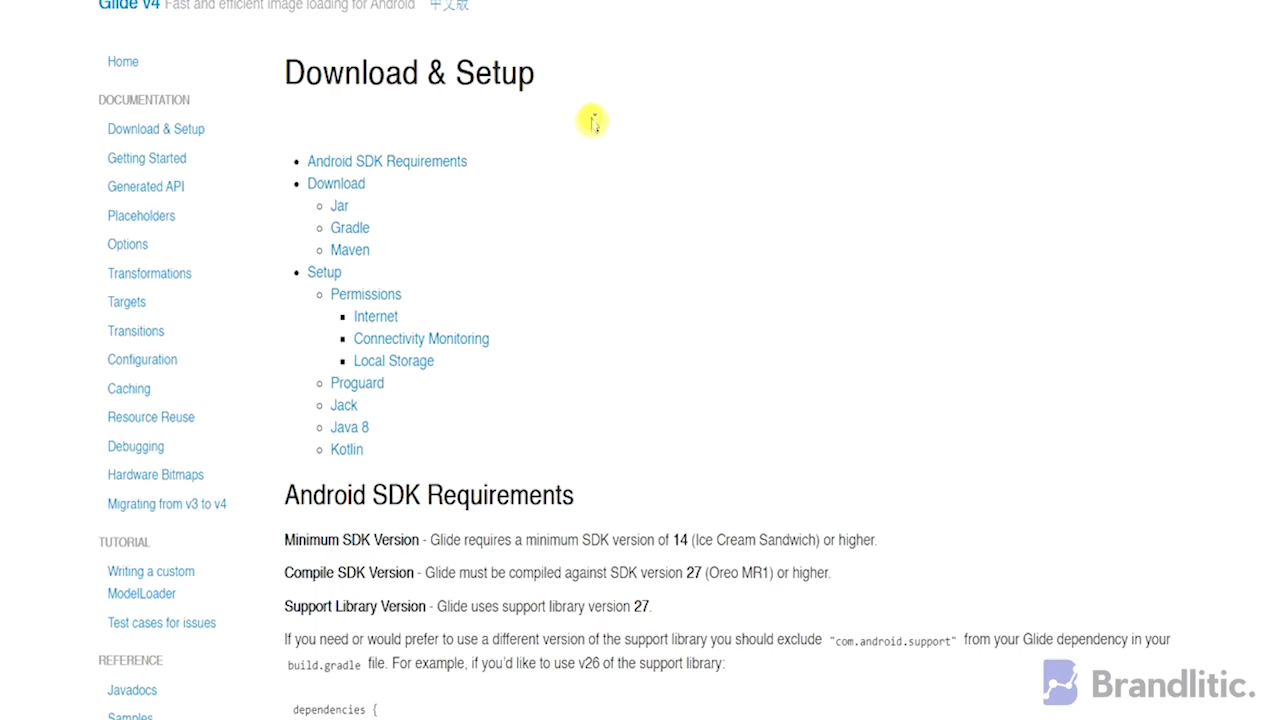 Glide v4 Fast and efficient image loading for Android 中文版
Home
DOCUMENTATION
Download & Setup
Getting Started
Generated API
Placeholders
Options
Transformations
Targets
Transitions
Configuration
Caching
Resource Reuse
Debugging
Hardware Bitmaps
Migrating from v3 to v4
TUTORIAL
Writing a custom
ModelLoader
Test cases for issues
REFERENCE
Javadocs
Samples
Download & Setup
Android SDK Requirements
Download
Jar
Gradle
Maven
Setup
Permissions
Internet
Connectivity Monitoring
Local Storage
Proguard
Jack
Java 8
Kotlin
Android SDK Requirements
Minimum SDK Version - Glide requires a minimum SDK version of 14 (Ice Cream Sandwich) or higher.
Compile SDK Version - Glide must be compiled against SDK version 27 (Oreo MR1) or higher.
Support Library Version - Glide uses support library version 27.
If you need or would prefer to use a different version of the support library you should exclude "com.android.support" from your Glide dependency in your
build.gradle file. For example, if you'd like to use v26 of the support library:
dependencies {
Brandlitic.